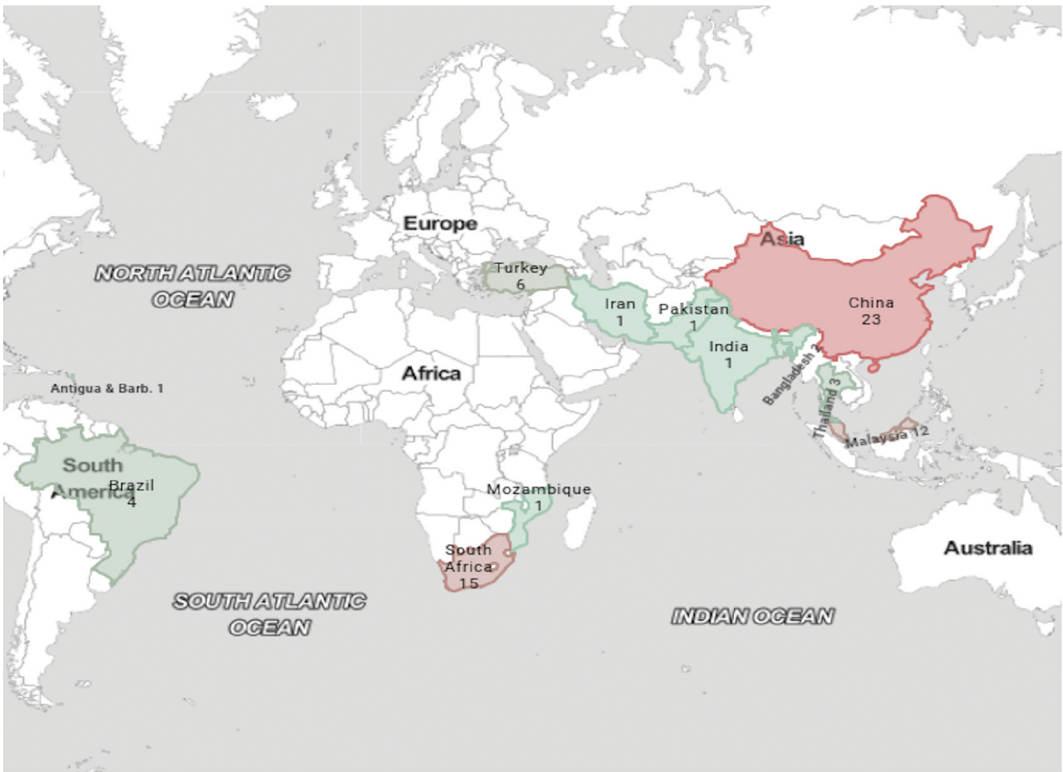 Europe
Asia
NORTH ATLANTIC
OCEAN
Turkey
6
Iran
1
Pakistan
1
China
23
India
1
Bangladesh 2
Africa
Antigua & Barb. 1
Thailand 3
Malaysia 12
South
America
Brazil
4
Mozambique
1
South
Africa
15
Australia
SOUTH ATLANTIC
OCEAN
INDIAN OCEAN